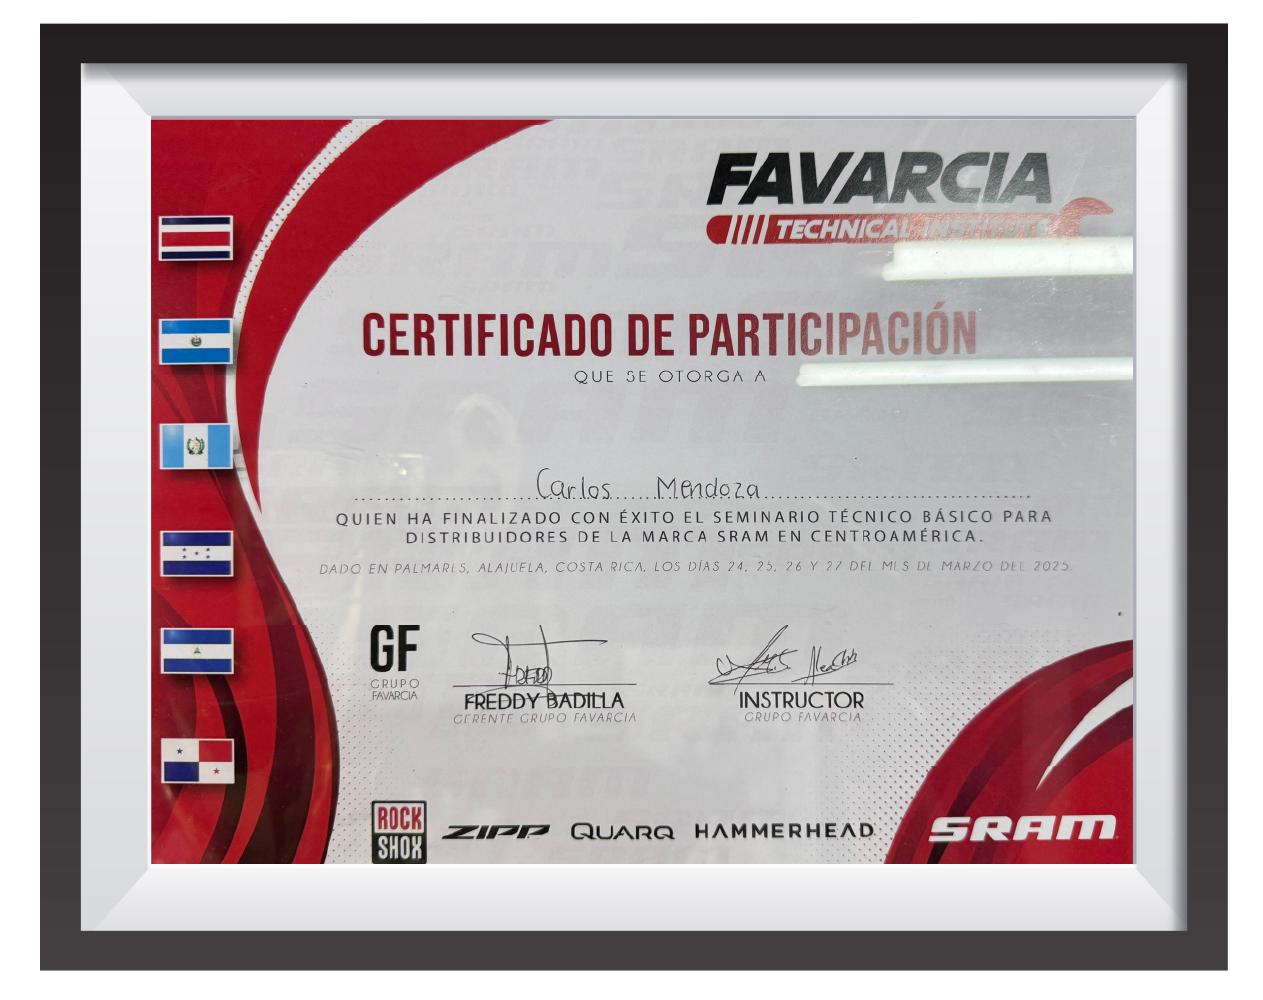 FAVARCIA
TECHNICAL INSTITUTE
CERTIFICADO DE PARTICIPACIÓN
QUE SE OTORGA A
Carlos Mendoza
QUIEN HA FINALIZADO CON ÉXITO EL SEMINARIO TÉCNICO BÁSICO PARA
DISTRIBUIDORES DE LA MARCA SRAM EN CENTROAMÉRICA.
DADO EN PALMARES, ALAJUELA, COSTA RICA, LOS DÍAS 24, 25, 26 Y 27 DEL MES DE MARZO DEL 2025.
GF
GRUPO
FAVARCIA
FREDDY BADILLA
GERENTE GRUPO FAVARCIA
INSTRUCTOR
GRUPO FAVARCIA
ROCK
SHOX
ZIPP
QUARQ
HAMMERHEAD
SRAM